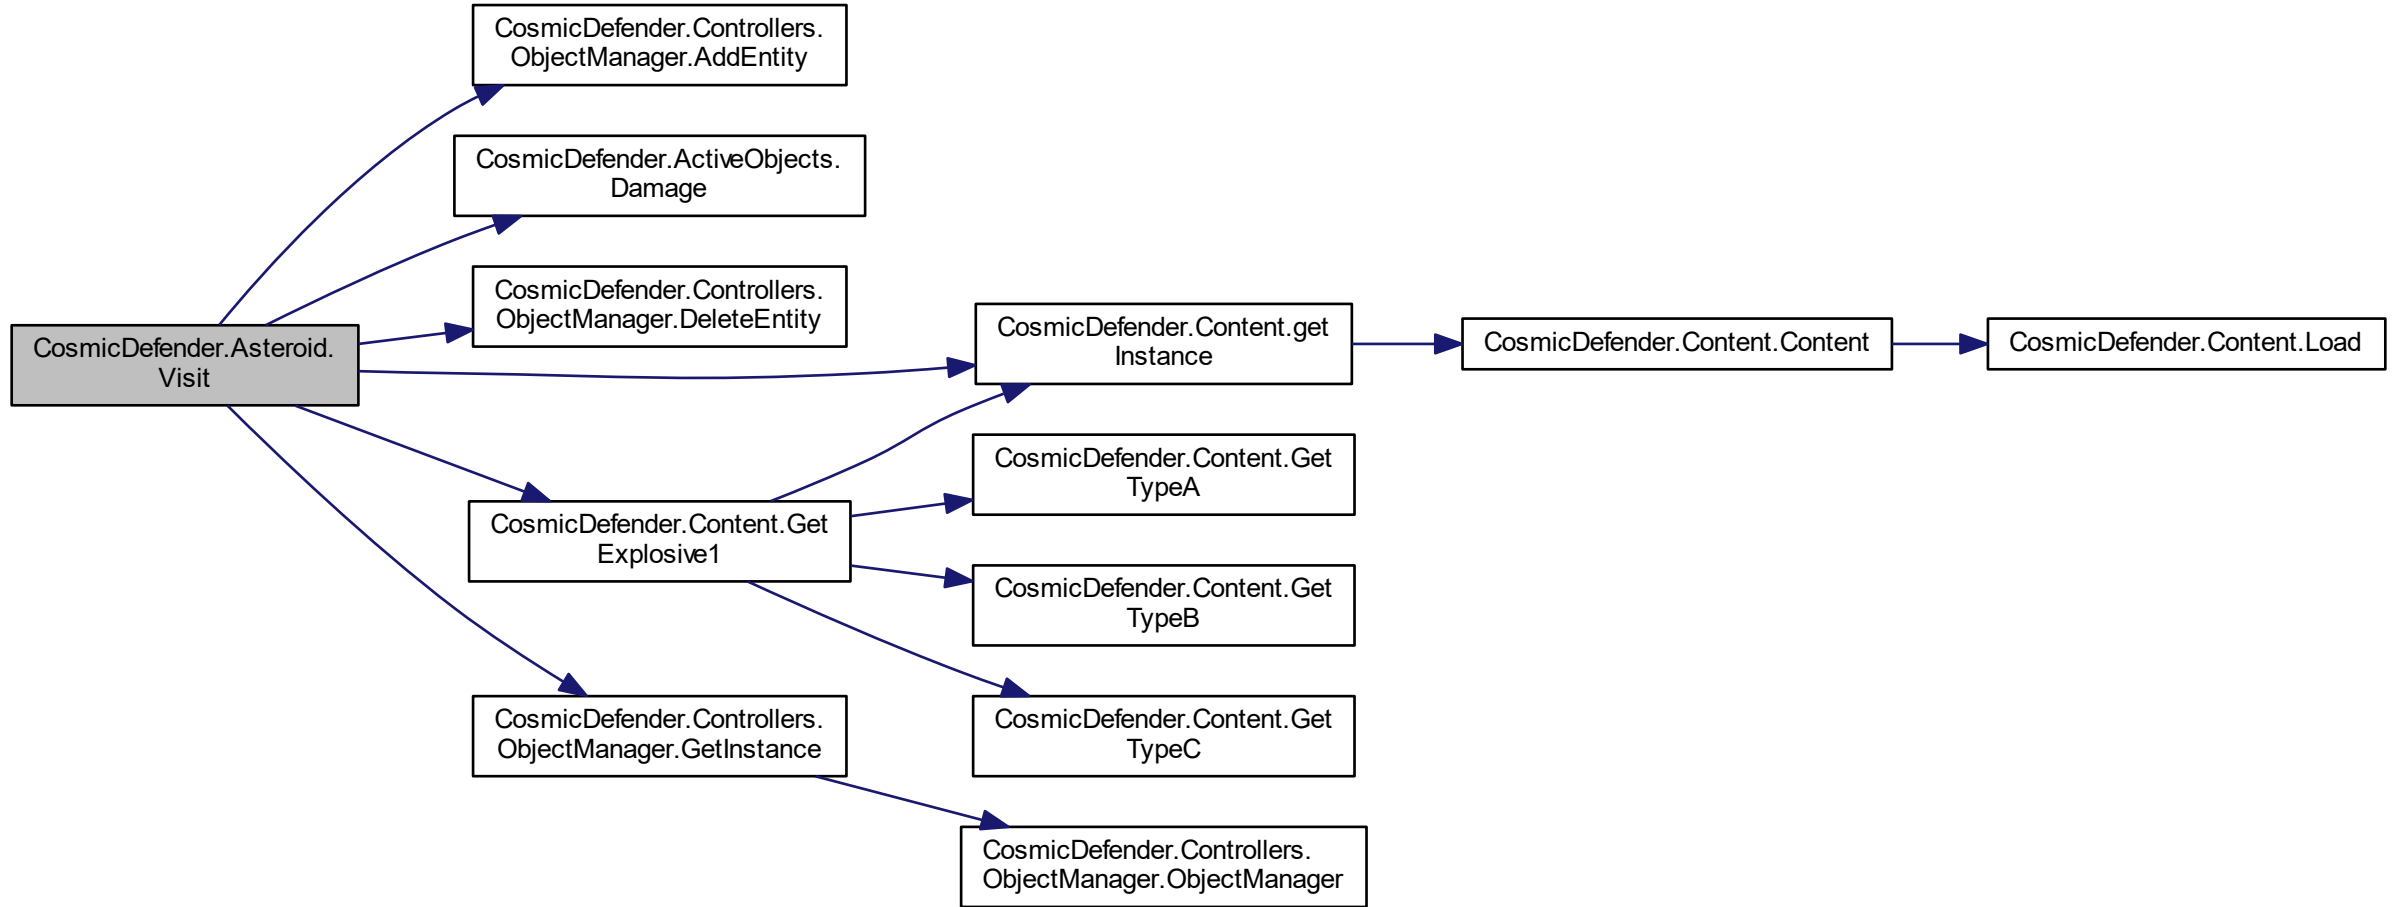 CosmicDefender.Controllers.
ObjectManager.AddEntity
CosmicDefender.ActiveObjects.
Damage
CosmicDefender.Controllers.
ObjectManager.DeleteEntity
CosmicDefender.Asteroid.
Visit
CosmicDefender.Content.get
Instance
CosmicDefender.Content.Content
CosmicDefender.Content.Load
CosmicDefender.Content.Get
TypeA
CosmicDefender.Content.Get
Explosive1
CosmicDefender.Content.Get
TypeB
CosmicDefender.Controllers.
ObjectManager.GetInstance
CosmicDefender.Content.Get
TypeC
CosmicDefender.Controllers.
ObjectManager.ObjectManager